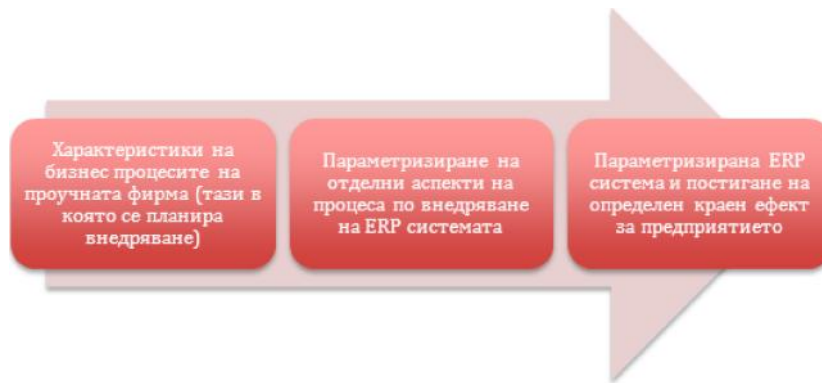 Характеристики на
бизнес процесите на
проучната фирма (тази в
която се планира
внедряване)
Параметризиране на
отделни аспекти на
процеса по внедряване
на ERP системата
Параметризирана ERP
система и постигане на
определен краен ефект
за предприятието